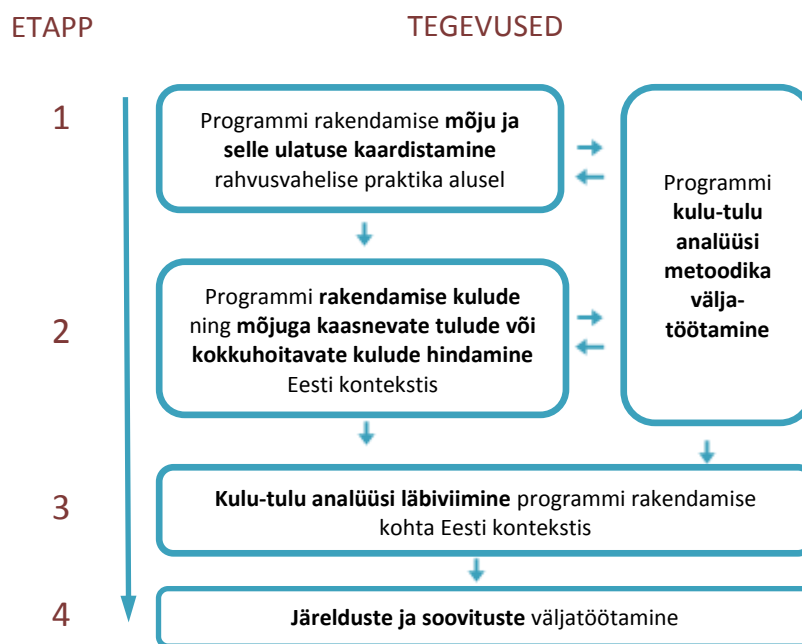 ETAPP
TEGEVUSED
1
Programmi rakendamise mõju ja
selle ulatuse kaardistamine
rahvusvahelise praktika alusel
Programmi
kulu-tulu
analüüsi
metoodika
välja-
töötamine
2
Programmi rakendamise kulude
ning mõjuga kaasnevate tulude või
kokkuhoitavate kulude hindamine
Eesti kontekstis
3
Kulu-tulu analüüsi läbiviimine programmi rakendamise
kohta Eesti kontekstis
4
Järelduste ja soovituste väljatöötamine